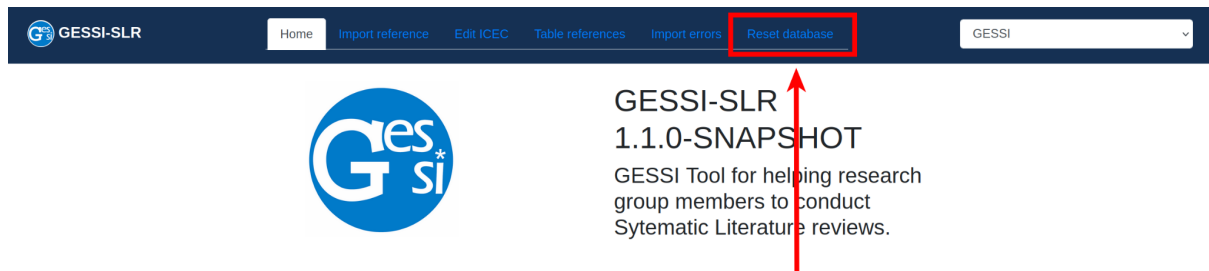 GESSI-SLR
Home Import reference Edit ICEC Table references Import errors Reset database
GESSI
Gessi
GESSI-SLR
1.1.0-SNAPSHOT
GESSI Tool for helping research
group members to conduct
Sytematic Literature reviews.